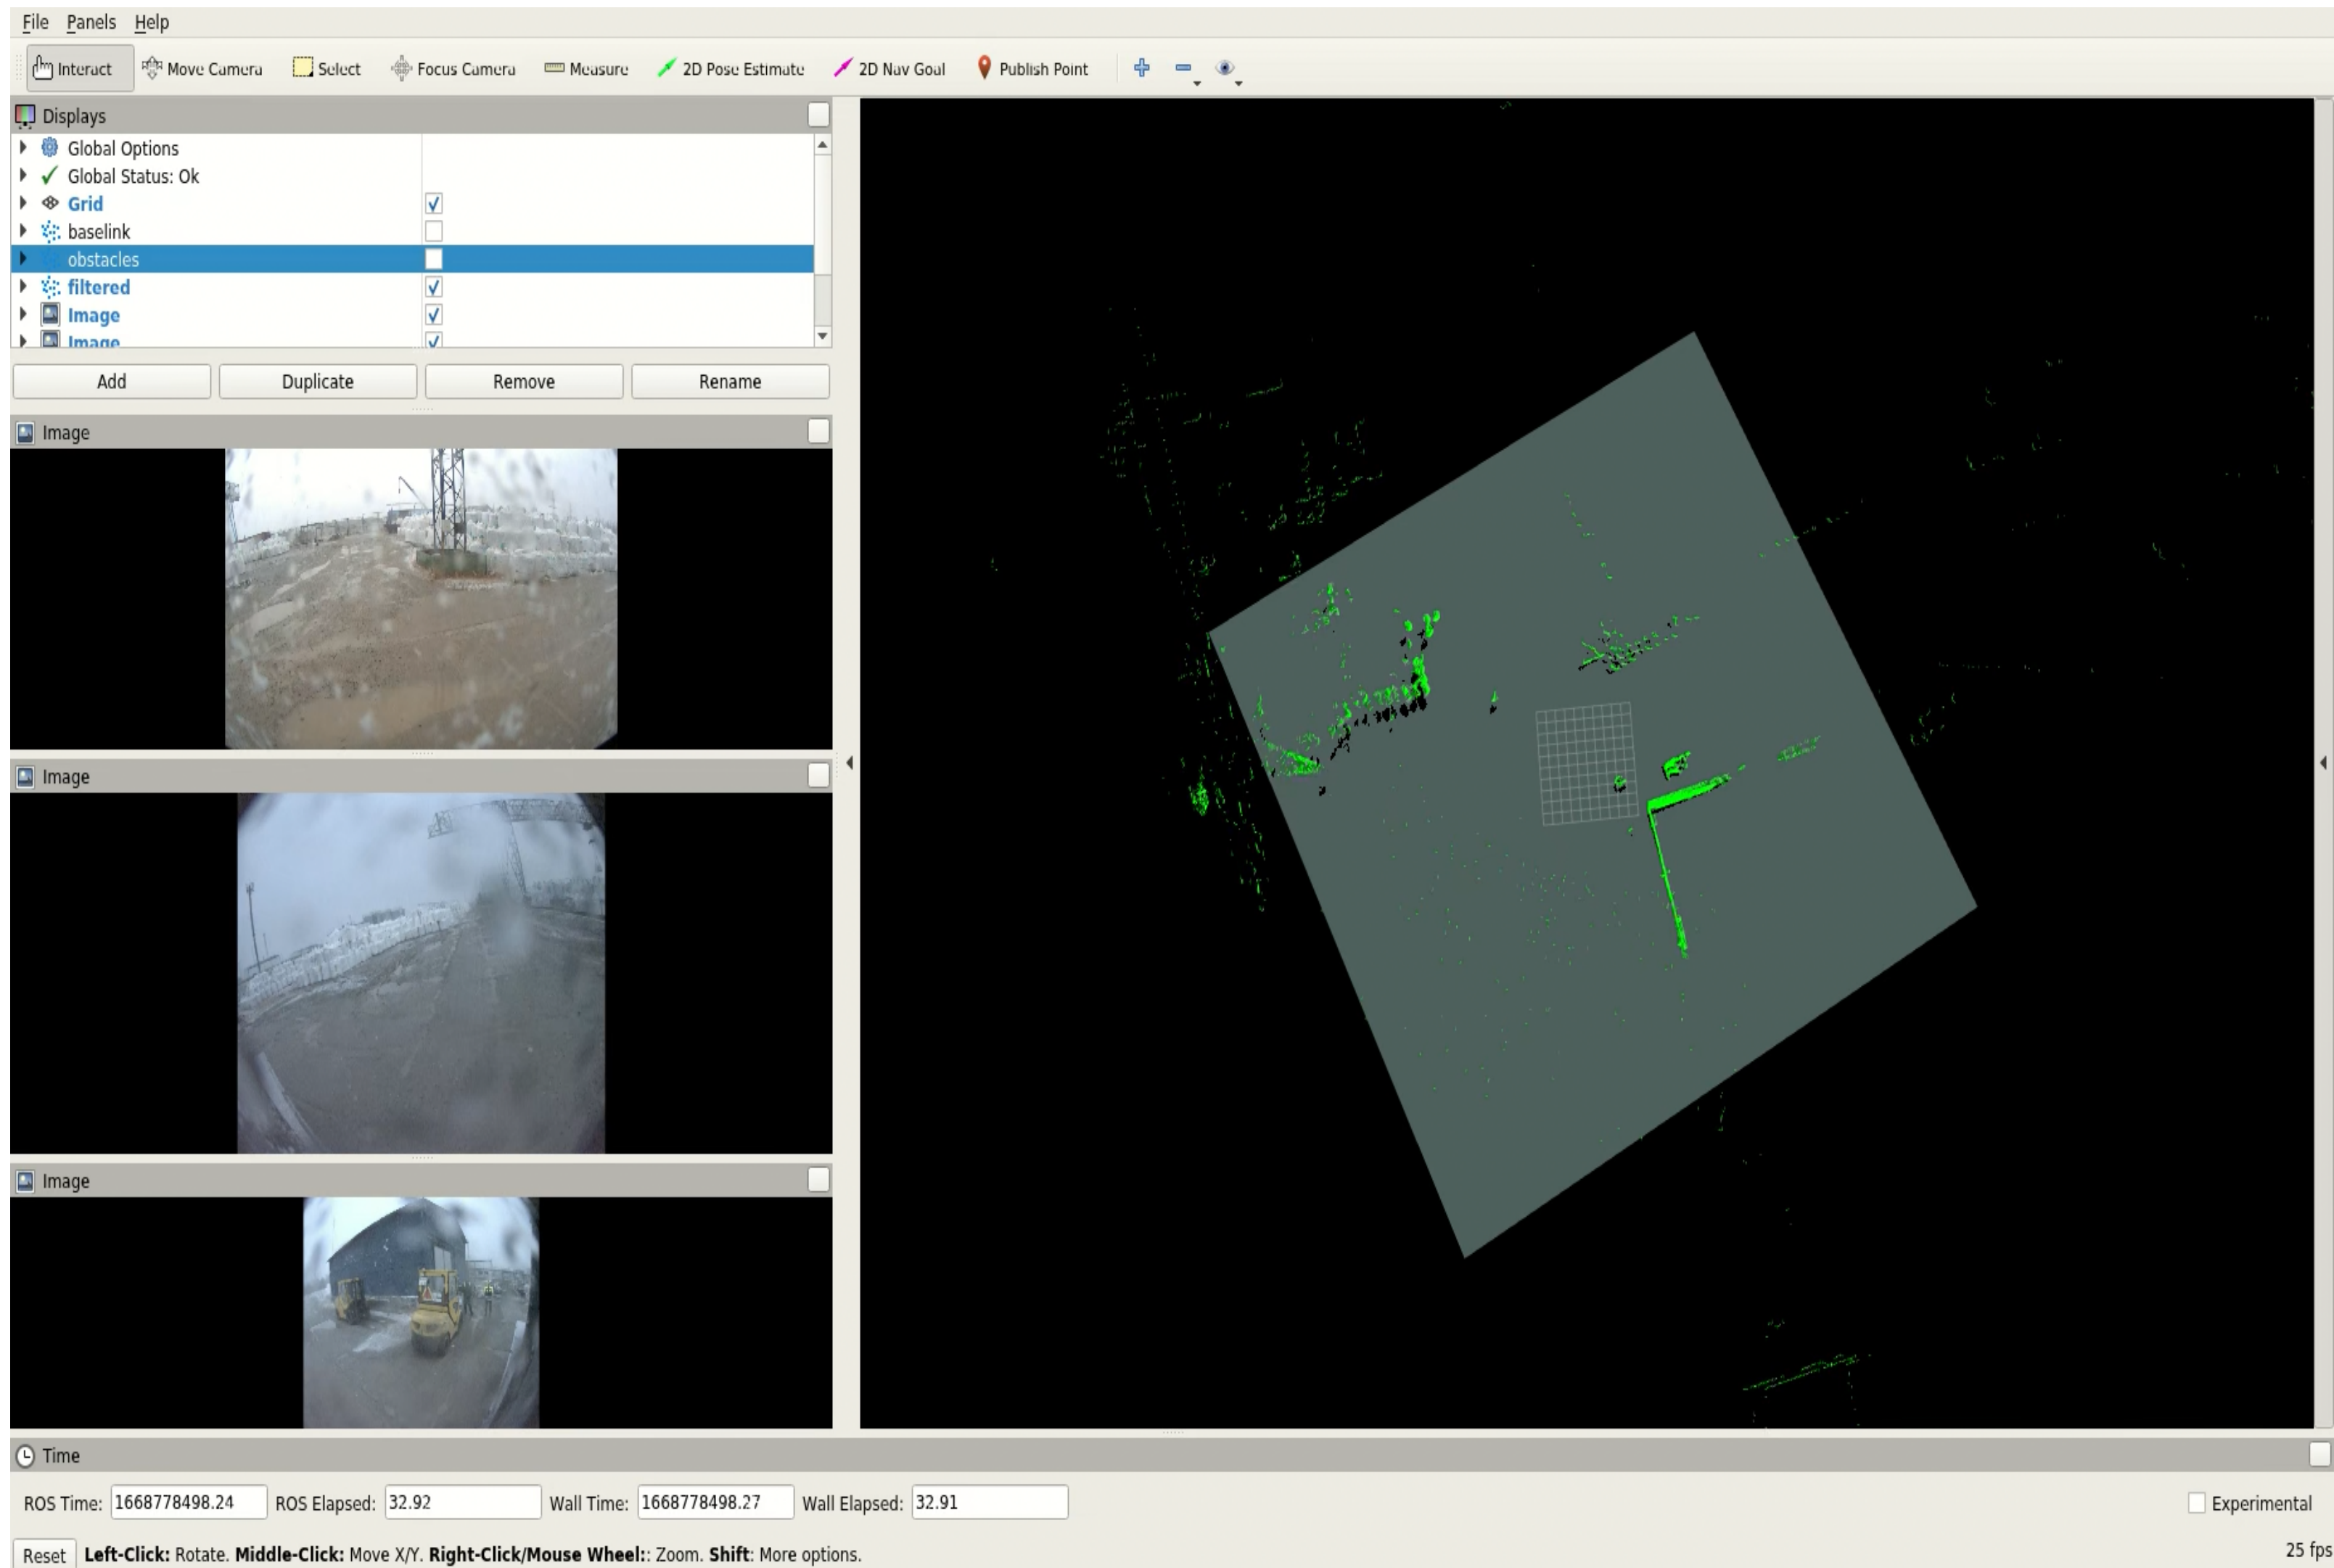 File Panels Help
Interact Move Camera Select Focus Camera Measure 2D Pose Estimate 2D Nav Goal Publish Point
Displays
Global Options
Global Status: Ok
Grid
baselink
obstacles
filtered
Image
Image
Add Duplicate Remove Rename
Image
Image
Image
Time
ROS Time: 1668778498.24 ROS Elapsed: 32.92 Wall Time: 1668778498.27 Wall Elapsed: 32.91 Experimental
Reset Left-Click: Rotate. Middle-Click: Move X/Y. Right-Click/Mouse Wheel:: Zoom. Shift: More options. 25 fps